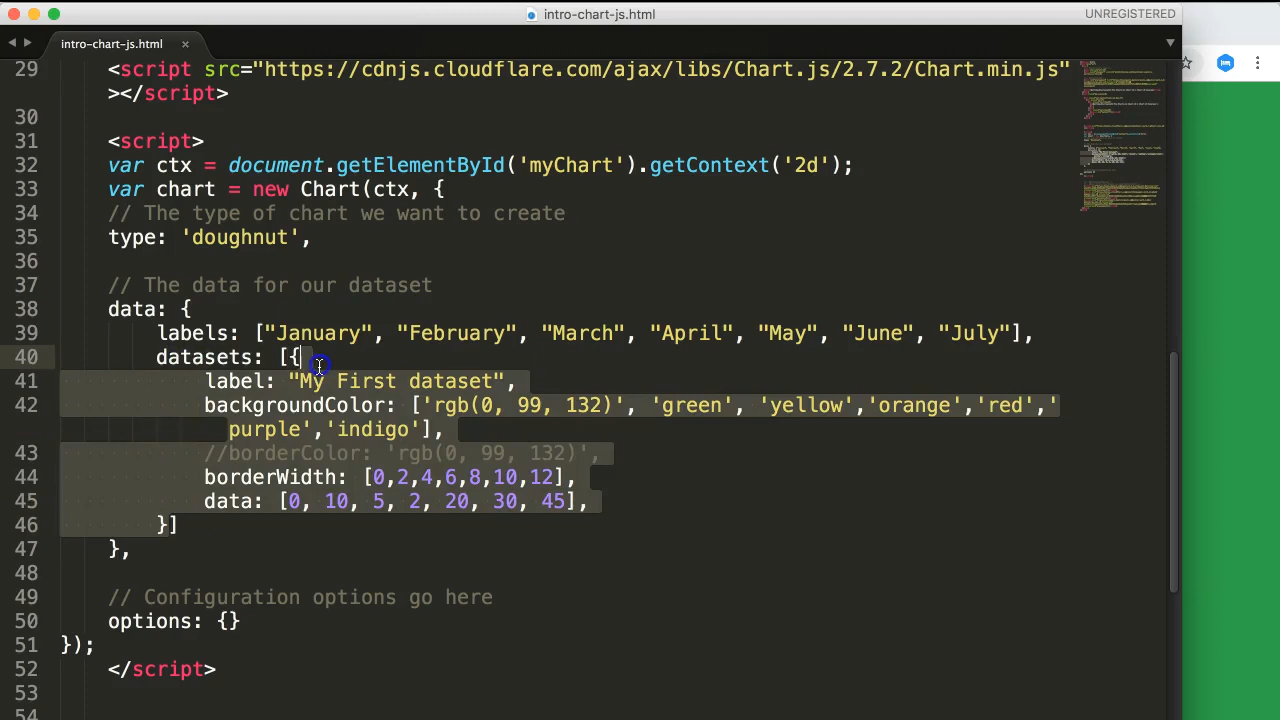 intro-chart-js.html
UNREGISTERED
intro-chart-js.html ×
29 <script src="https://cdnjs.cloudflare.com/ajax/libs/Chart.js/2.7.2/Chart.min.js"
></script>
30
31 <script>
32 var ctx = document.getElementById('myChart').getContext('2d');
33 var chart = new Chart(ctx, {
34 // The type of chart we want to create
35 type: 'doughnut',
36
37 // The data for our dataset
38 data: {
39 labels: ["January", "February", "March", "April", "May", "June", "July"],
40 datasets: [{
41 label: "My First dataset",
42 backgroundColor: ['rgb(0, 99, 132)', 'green', 'yellow','orange','red','
purple','indigo'],
43 //borderColor: 'rgb(0, 99, 132)',
44 borderWidth: [0,2,4,6,8,10,12],
45 data: [0, 10, 5, 2, 20, 30, 45],
46 }]
47 },
48
49 // Configuration options go here
50 options: {}
51 });
52 </script>
53
54